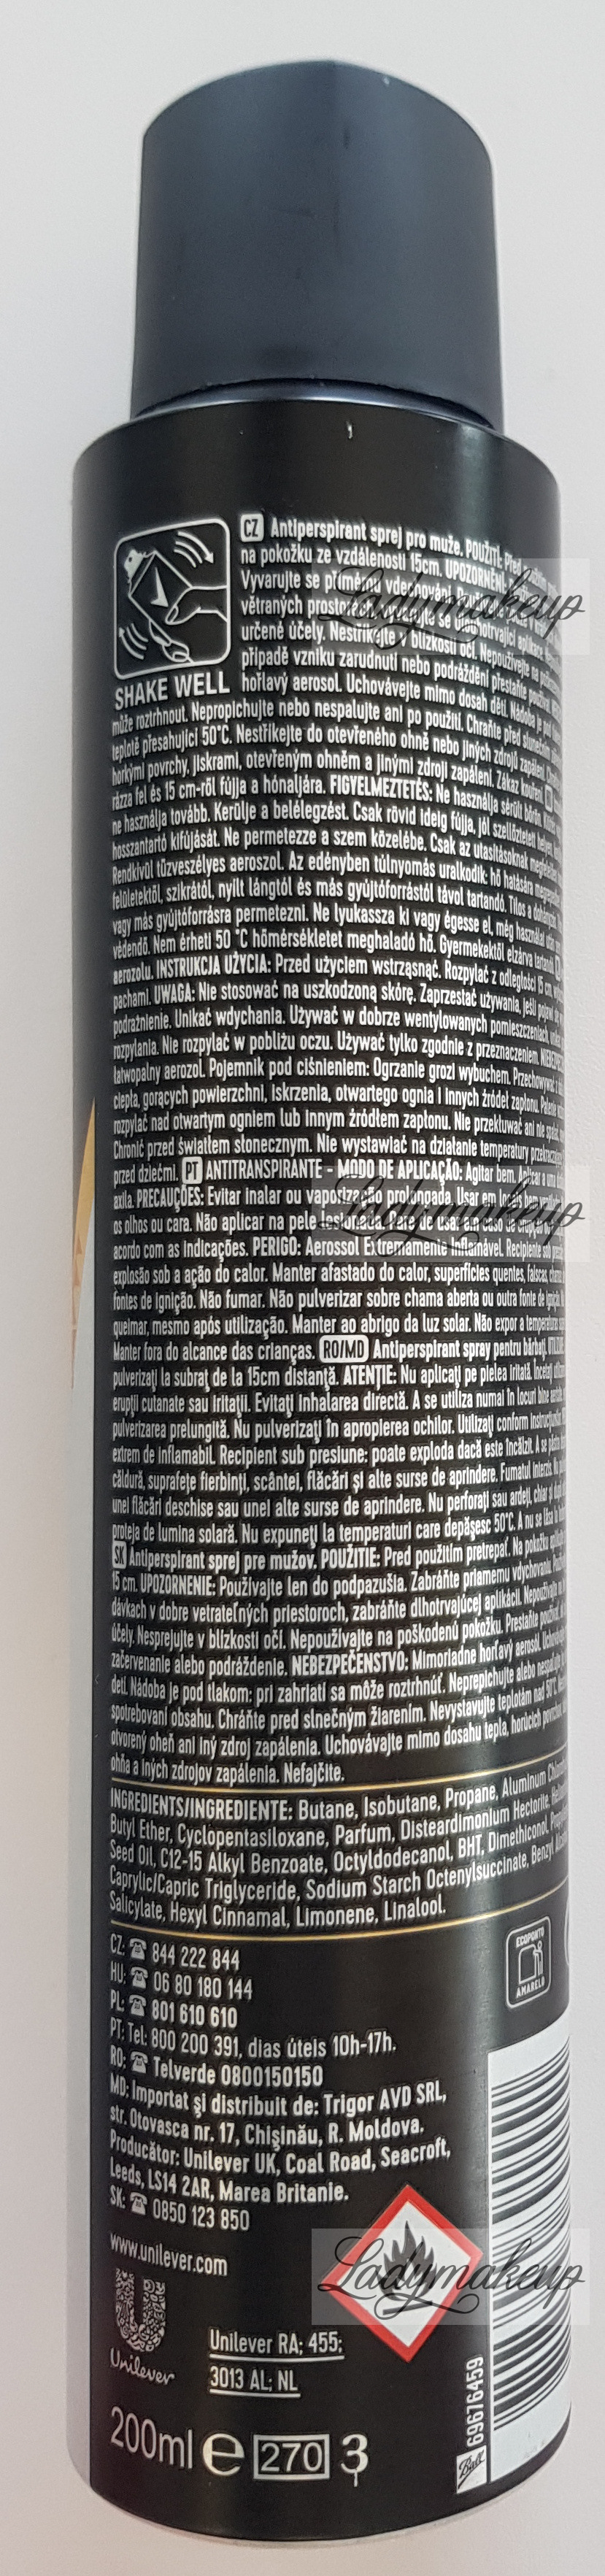 CZ Antiperspirant sprej pro muže. POUŽITÍ: Před
na pokožku ze vzdálenosti 15cm. UPOZORNĚNÍ:
Vyvarujte se
větraných
určené účely. Nestříkejte v blízkosti očí. Nepoužívejte na
případě vzniku zarudnutí nebo podráždění přestaňte
SHAKE WELL
hořlavý aerosol. Uchovávejte mimo dosah dětí. Nádoba je pod
může roztrhnout. Nepropichujte nebo nespalujte ani po použití. Chraňte před
teplotě přesahující 50°C. Nestříkejte do otevřeného ohně nebo jiných zdrojů zapálení.
horkými povrchy, jiskrami, otevřeným ohněm a jinými zdroji zapálení. Zákaz kouření.
rázza fel és 15 cm-ről fújja a hónaljára. FIGYELMEZTETÉS: Ne használja sérült bőrön.
ne használja tovább. Kerülje a belélegzést. Csak rövid ideig fújja, jól szellőztetett
hosszantartó kifújását. Ne permetezze a szem közelébe. Csak az utasításoknak
Rendkívül tűzveszélyes aeroszol. Az edényben túlnyomás uralkodik: hő hatására
felületektől, szikrától, nyílt lángtól és más gyújtóforrástól távol tartandó. Tilos a
vagy más gyújtóforrásra permetezni. Ne lyukassza ki vagy égesse el, még használat
védendő. Nem érheti 50 °C hőmérsékletet meghaladó hő. Gyermekektől elzárva tartandó.
aerozolu. INSTRUKCJA UŻYCIA: Przed użyciem wstrząsnąć. Rozpylać z odległości 15 cm
pachami. UWAGA: Nie stosować na uszkodzoną skórę. Zaprzestać używania, jeśli pojawi się
podrażnienie. Unikać wdychania. Używać w dobrze wentylowanych pomieszczeniach,
rozpylania. Nie rozpylać w pobliżu oczu. Używać tylko zgodnie z przeznaczeniem.
łatwopalny aerozol. Pojemnik pod ciśnieniem: Ogrzanie grozi wybuchem. Przechowywać z
ciepła, gorących powierzchni, iskrzenia, otwartego ognia i innych źródeł zapłonu. Palenie
rozpylać nad otwartym ogniem lub innym źródłem zapłonu. Nie przekłuwać ani nie spalać,
Chronić przed światłem słonecznym. Nie wystawiać na działanie temperatury
przed dziećmi. PT ANTITRANSPIRANTE - MODO DE APLICAÇÃO: Agitar bem. Aplicar a
axila. PRECAUÇÕES: Evitar inalar ou vaporização prolongada. Usar em locais bem
os olhos ou cara. Não aplicar na pele
acordo com as indicações. PERIGO: Aerossol Extremamente Inflamável. Recipiente sob
explosão sob a ação do calor. Manter afastado do calor, superfícies quentes, faíscas,
fontes de ignição. Não fumar. Não pulverizar sobre chama aberta ou outra fonte de ignição.
queimar, mesmo após utilização. Manter ao abrigo da luz solar. Não expor a temperaturas
Manter fora do alcance das crianças. RO/MD Antiperspirant spray pentru bărbați.
pulverizați la subraț de la 15cm distanță. ATENȚIE: Nu aplicați pe pielea iritată.
erupții cutanate sau iritații. Evitați inhalarea directă. A se utiliza numai în locuri bine
pulverizarea prelungită. Nu pulverizați în apropierea ochilor. Utilizați conform
extrem de inflamabil. Recipient sub presiune: poate exploda dacă este încălzit. A se
căldură, suprafețe fierbinți, scântei, flăcări și alte surse de aprindere. Fumatul interzis.
unei flăcări deschise sau unei alte surse de aprindere. Nu perforați sau ardeți, chiar
proteja de lumina solară. Nu expuneți la temperaturi care depășesc 50°C. A nu se
SK Antiperspirant sprej pre mužov. POUŽITIE: Pred použitím pretrepať. Na pokožku
15 cm. UPOZORNENIE: Používajte len do podpazušia. Zabráňte priamemu vdychovaniu.
dávkach v dobre vetrateľných priestoroch, zabráňte dlhotrvajúcej aplikácii. Nepoužívajte
účely. Nesprejujte v blízkosti očí. Nepoužívajte na poškodenú pokožku. Prestaňte
začervenanie alebo podráždenie. NEBEZPEČENSTVO: Mimoriadne horľavý aerosol.
detí. Nádoba je pod tlakom: pri zahriatí sa môže roztrhnúť. Neprepichujte alebo
spotrebovaní obsahu. Chráňte pred slnečným žiarením. Nevystavujte teplotám nad 50°C.
otvorený oheň ani iný zdroj zapálenia. Uchovávajte mimo dosahu tepla, horúcich
ohňa a iných zdrojov zapálenia. Nefajčite.
INGREDIENTS/INGREDIENTE: Butane, Isobutane, Propane, Aluminum
Butyl Ether, Cyclopentasiloxane, Parfum, Disteardimonium Hectorite,
Seed Oil, C12-15 Alkyl Benzoate, Octyldodecanol, BHT, Dimethiconol,
Caprylic/Capric Triglyceride, Sodium Starch Octenylsuccinate, Benzyl
Salicylate, Hexyl Cinnamal, Limonene, Linalool.
CZ: ☎ 844 222 844
HU: ☎ 06 80 180 144
PL: ☎ 801 610 610
PT: Tel: 800 200 391, dias úteis 10h-17h.
RO: ☎ Telverde 0800150150
MD: Importat şi distribuit de: Trigor AVD SRL,
str. Otovasca nr. 17, Chişinău, R. Moldova.
Producător: Unilever UK, Coal Road, Seacroft,
Leeds, LS14 2AR, Marea Britanie.
SK: ☎ 0850 123 850
ECOPONTO
AMARELO
www.unilever.com
Unilever
Unilever RA; 455;
3013 AL; NL
200ml e 270 3
69676459
Ball
Ladymakeup
Ladymakeup
Ladymakeup